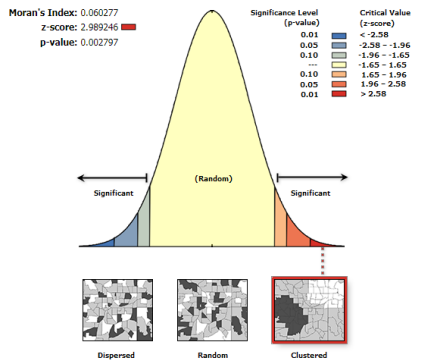 Moran's Index: 0.060277
z-score: 2.989246
p-value: 0.002797
Significance Level (p-value)
Critical Value (z-score)
0.01 < -2.58
0.05 -2.58 - -1.96
0.10 -1.96 - -1.65
--- -1.65 - 1.65
0.10 1.65 - 1.96
0.05 1.96 - 2.58
0.01 > 2.58
(Random)
Significant Significant
Dispersed Random Clustered